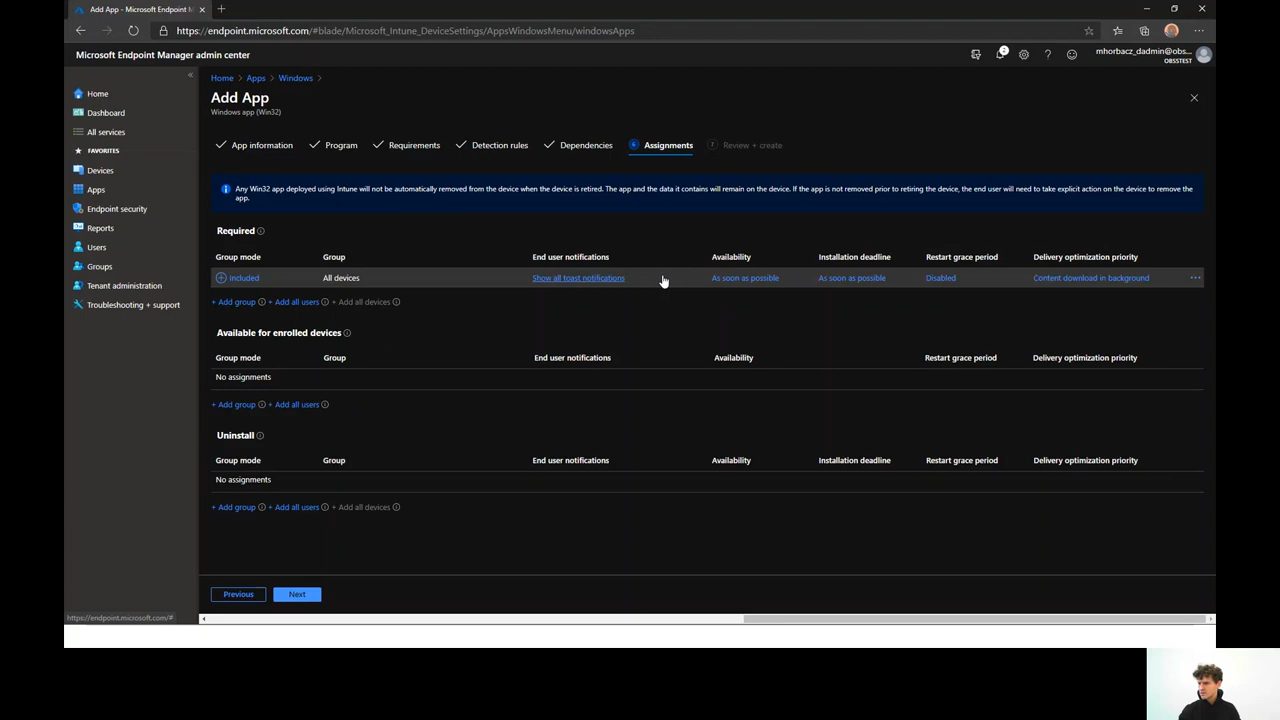 Add App - Microsoft Endpoint M
https://endpoint.microsoft.com/#blade/Microsoft_Intune_DeviceSettings/AppsWindowsMenu/windowsApps
Microsoft Endpoint Manager admin center
2
mhorbacz_dadmin@obs...
OBSSTEST
Home
Dashboard
All services
FAVORITES
Devices
Apps
Endpoint security
Reports
Users
Groups
Tenant administration
Troubleshooting + support
Home > Apps > Windows >
Add App
Windows app (Win32)
App information Program Requirements Detection rules Dependencies 6 Assignments 7 Review + create
Any Win32 app deployed using Intune will not be automatically removed from the device when the device is retired. The app and the data it contains will remain on the device. If the app is not removed prior to retiring the device, the end user will need to take explicit action on the device to remove the
app.
Required
Group mode Group End user notifications Availability Installation deadline Restart grace period Delivery optimization priority
Included All devices Show all toast notifications As soon as possible As soon as possible Disabled Content download in background ...
+ Add group + Add all users + Add all devices
Available for enrolled devices
Group mode Group End user notifications Availability Restart grace period Delivery optimization priority
No assignments
+ Add group + Add all users
Uninstall
Group mode Group End user notifications Availability Installation deadline Restart grace period Delivery optimization priority
No assignments
+ Add group + Add all users + Add all devices
Previous Next
https://endpoint.microsoft.com/#